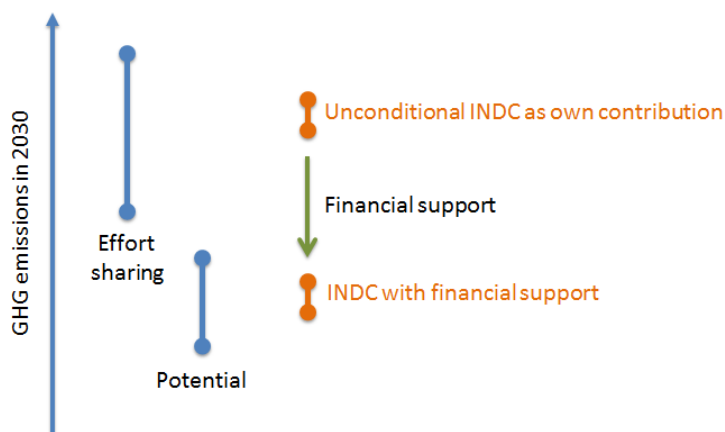 GHG emissions in 2030
Unconditional INDC as own contribution
Financial support
Effort
sharing
INDC with financial support
Potential